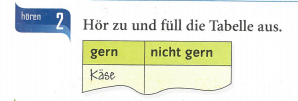 hören 2 Hör zu und füll die Tabelle aus.
gern nicht gern
Käse